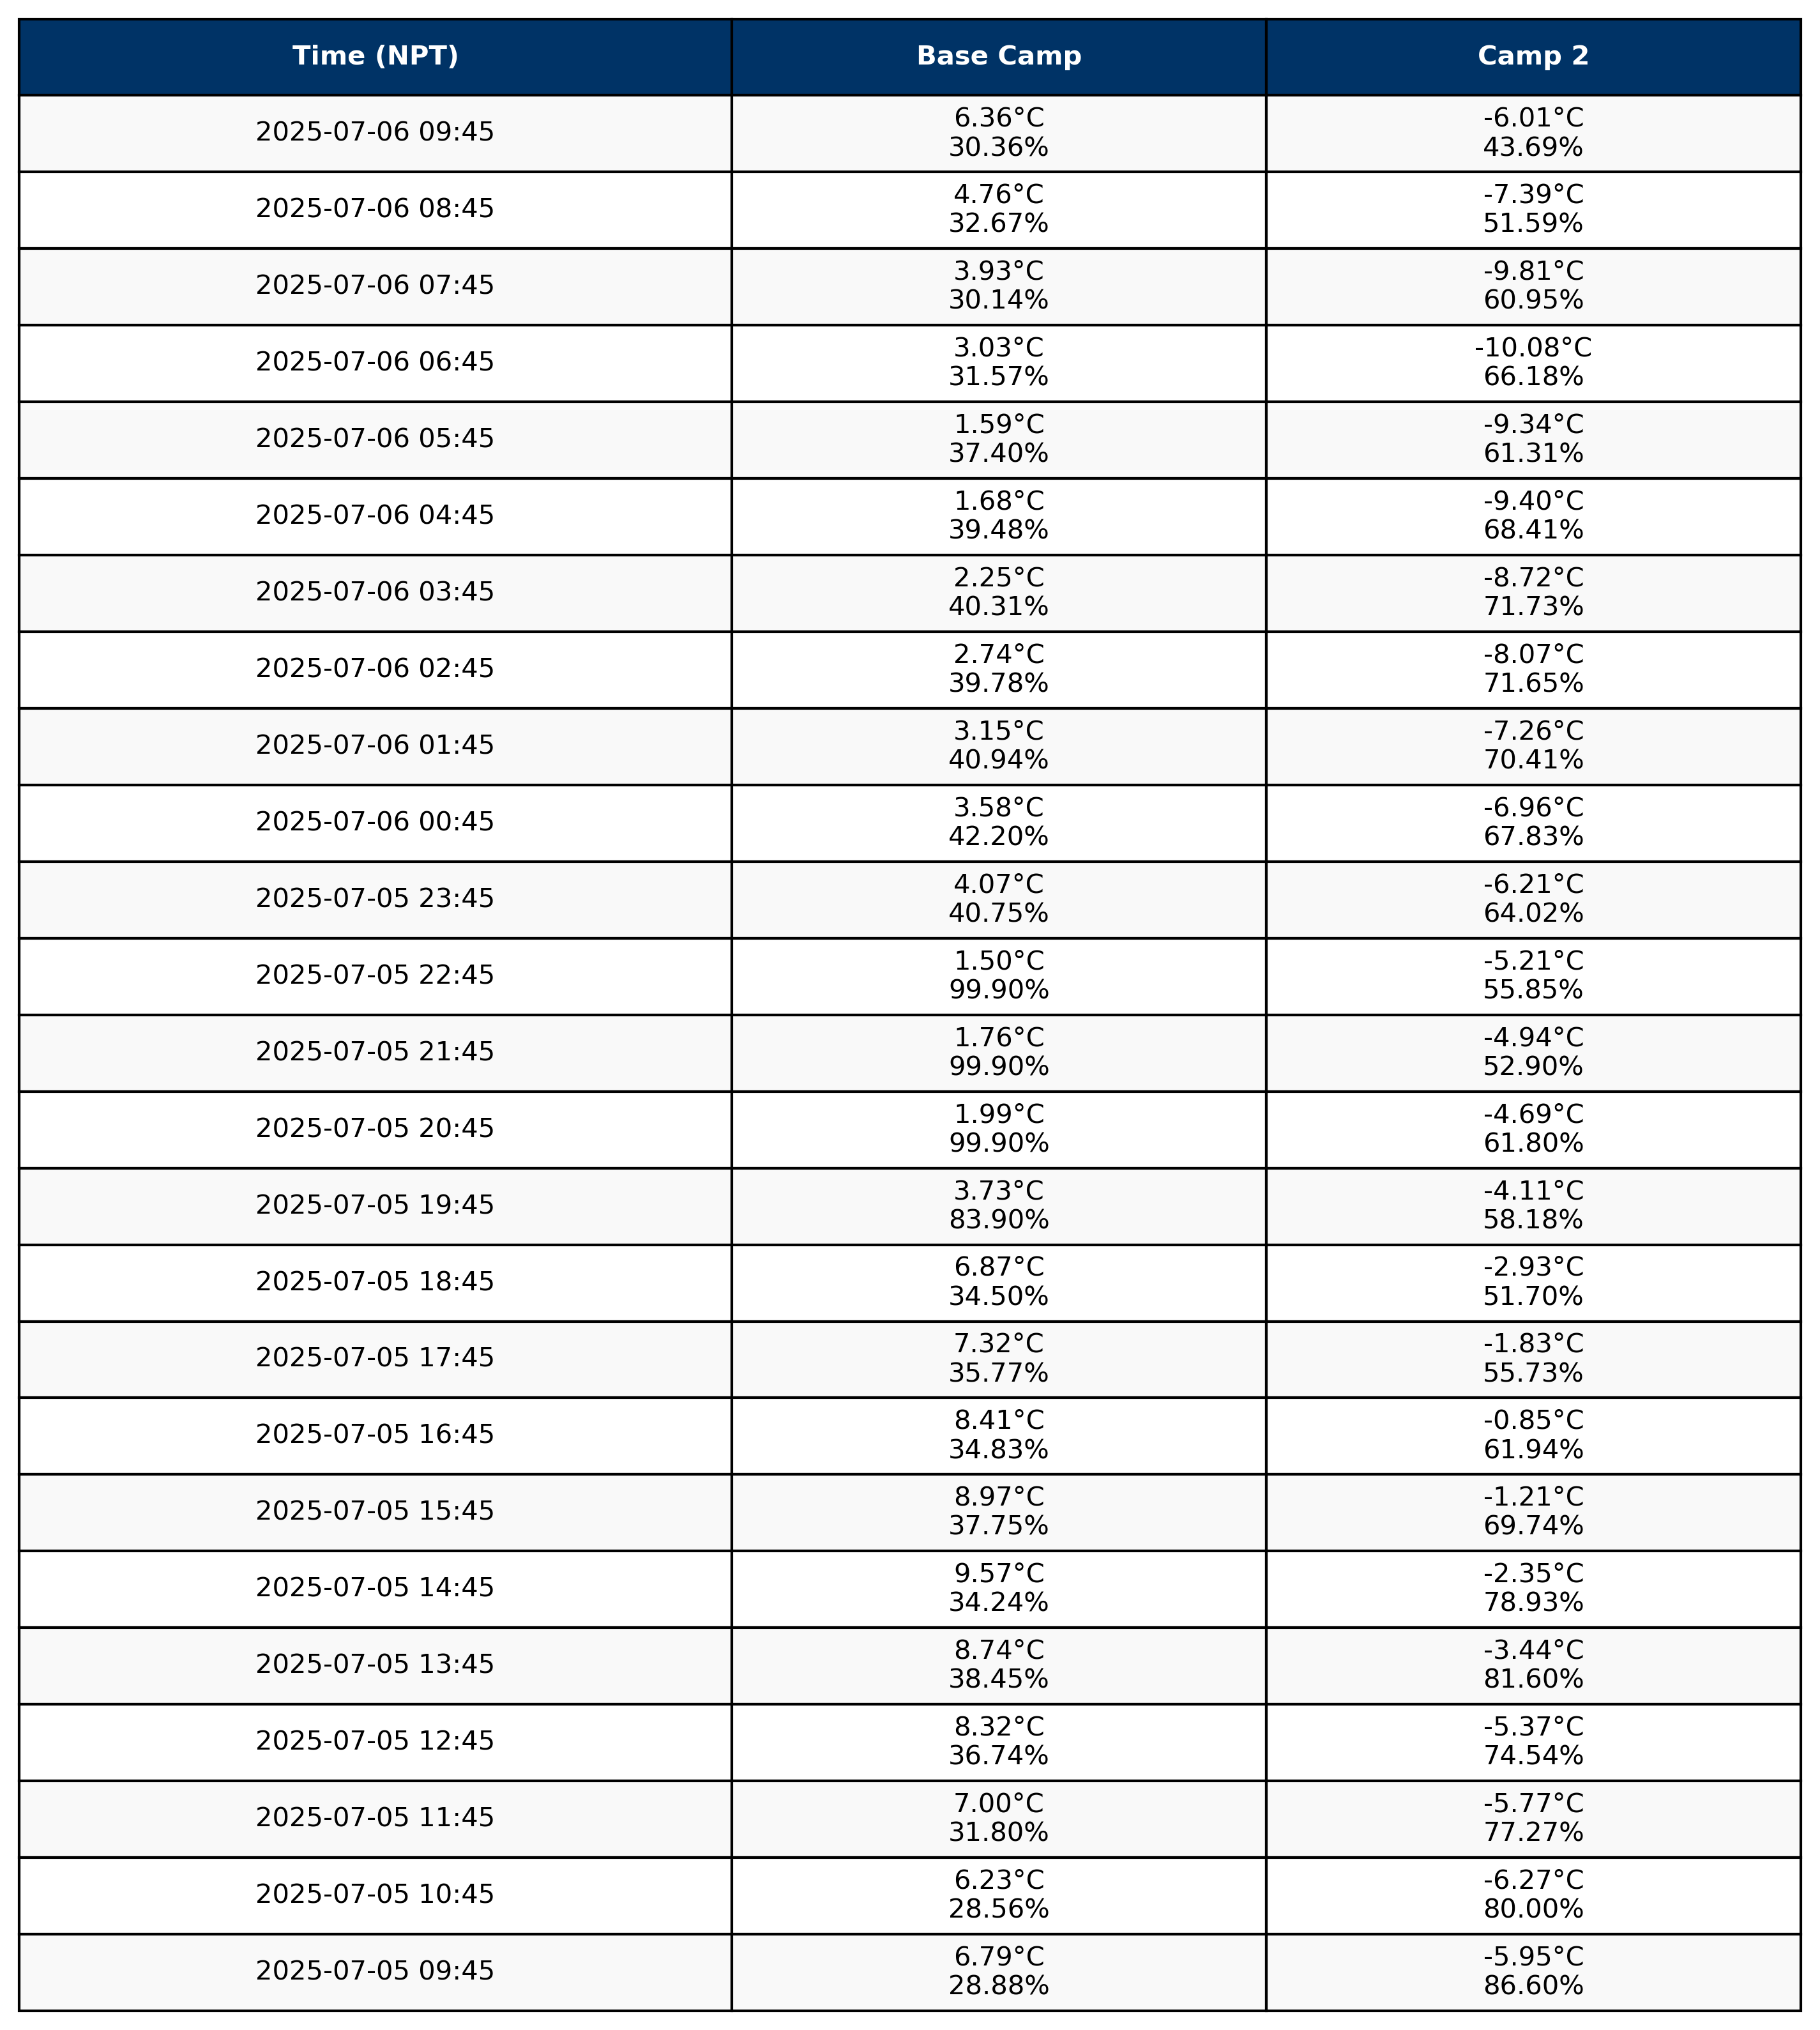 Time (NPT) Base Camp Camp 2
2025-07-06 09:45 6.36°C -6.01°C
30.36% 43.69%
2025-07-06 08:45 4.76°C -7.39°C
32.67% 51.59%
2025-07-06 07:45 3.93°C -9.81°C
30.14% 60.95%
2025-07-06 06:45 3.03°C -10.08°C
31.57% 66.18%
2025-07-06 05:45 1.59°C -9.34°C
37.40% 61.31%
2025-07-06 04:45 1.68°C -9.40°C
39.48% 68.41%
2025-07-06 03:45 2.25°C -8.72°C
40.31% 71.73%
2025-07-06 02:45 2.74°C -8.07°C
39.78% 71.65%
2025-07-06 01:45 3.15°C -7.26°C
40.94% 70.41%
2025-07-06 00:45 3.58°C -6.96°C
42.20% 67.83%
2025-07-05 23:45 4.07°C -6.21°C
40.75% 64.02%
2025-07-05 22:45 1.50°C -5.21°C
99.90% 55.85%
2025-07-05 21:45 1.76°C -4.94°C
99.90% 52.90%
2025-07-05 20:45 1.99°C -4.69°C
99.90% 61.80%
2025-07-05 19:45 3.73°C -4.11°C
83.90% 58.18%
2025-07-05 18:45 6.87°C -2.93°C
34.50% 51.70%
2025-07-05 17:45 7.32°C -1.83°C
35.77% 55.73%
2025-07-05 16:45 8.41°C -0.85°C
34.83% 61.94%
2025-07-05 15:45 8.97°C -1.21°C
37.75% 69.74%
2025-07-05 14:45 9.57°C -2.35°C
34.24% 78.93%
2025-07-05 13:45 8.74°C -3.44°C
38.45% 81.60%
2025-07-05 12:45 8.32°C -5.37°C
36.74% 74.54%
2025-07-05 11:45 7.00°C -5.77°C
31.80% 77.27%
2025-07-05 10:45 6.23°C -6.27°C
28.56% 80.00%
2025-07-05 09:45 6.79°C -5.95°C
28.88% 86.60%